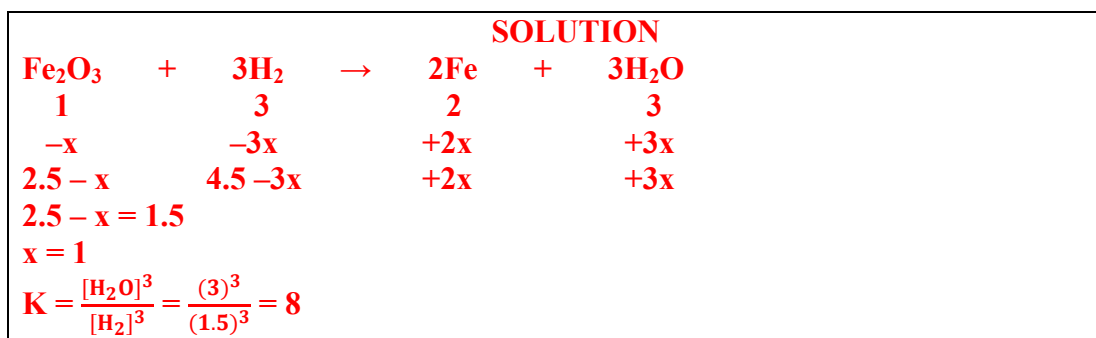 SOLUTION
Fe₂O₃ + 3H₂ → 2Fe + 3H₂O
1 3 2 3
–x –3x +2x +3x
2.5 – x 4.5 –3x +2x +3x
2.5 – x = 1.5
x = 1
K = [H₂O]³/[H₂]³ = (3)³/(1.5)³ = 8